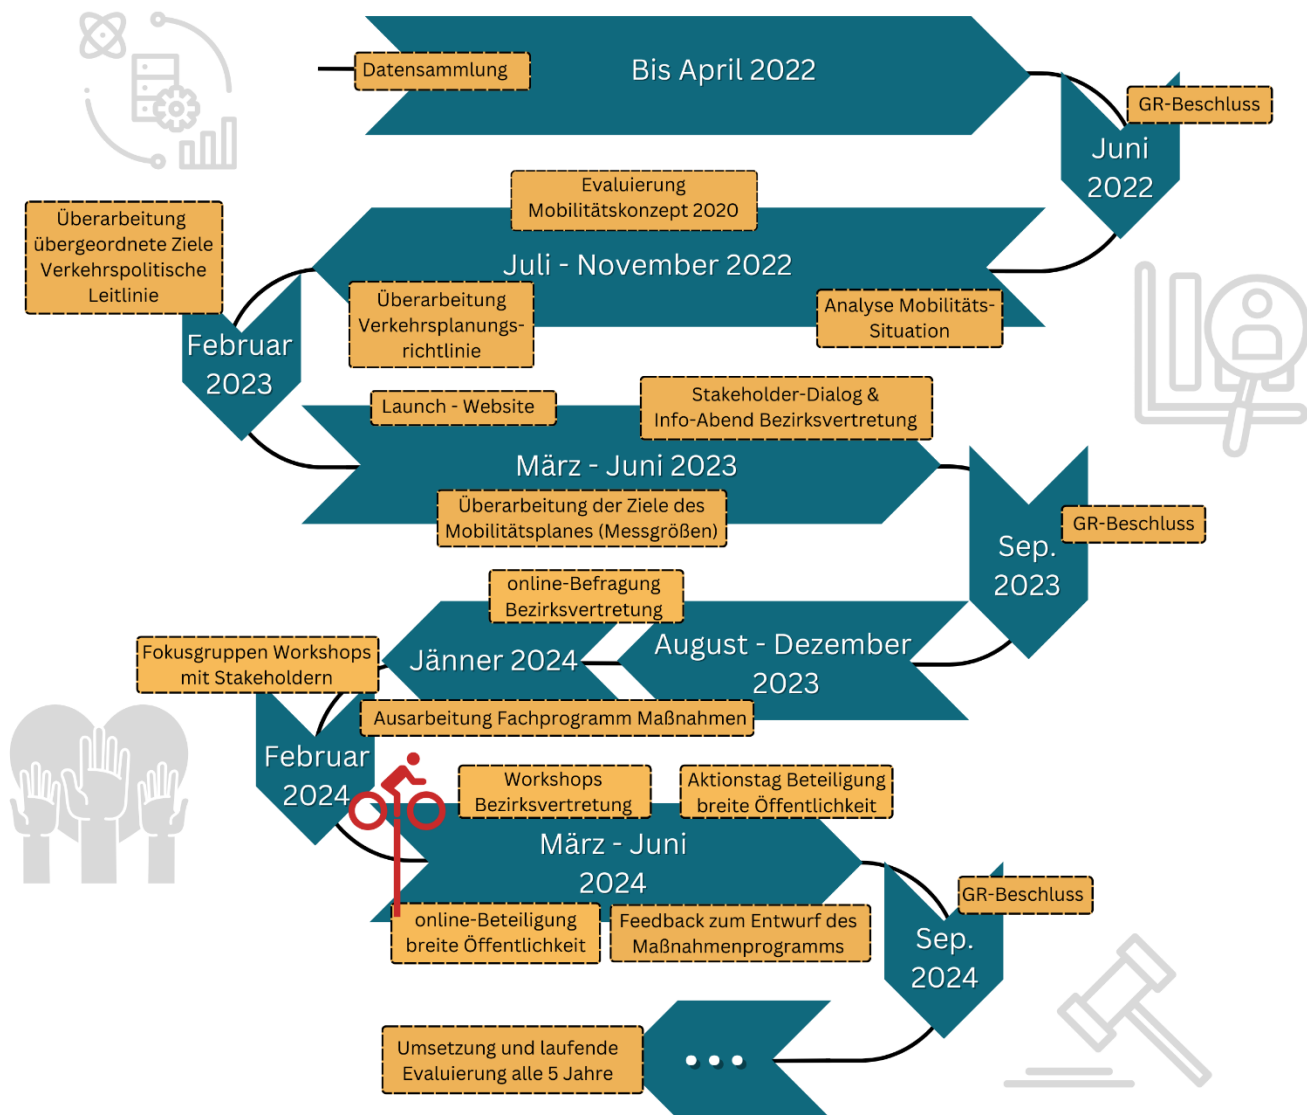 Datensammlung
Bis April 2022
GR-Beschluss
Juni
2022
Evaluierung
Mobilitätskonzept 2020
Juli - November 2022
Überarbeitung
Verkehrsplanungs-
richtlinie
Analyse Mobilitäts-
Situation
Überarbeitung
übergeordnete Ziele
Verkehrspolitische
Leitlinie
Februar
2023
Launch - Website
Stakeholder-Dialog &
Info-Abend Bezirksvertretung
März - Juni 2023
Überarbeitung der Ziele des
Mobilitätsplanes (Messgrößen)
GR-Beschluss
Sep.
2023
online-Befragung
Bezirksvertretung
August - Dezember
2023
Jänner 2024
Fokusgruppen Workshops
mit Stakeholdern
Ausarbeitung Fachprogramm Maßnahmen
Februar
2024
Workshops
Bezirksvertretung
Aktionstag Beteiligung
breite Öffentlichkeit
März - Juni
2024
online-Beteiligung
breite Öffentlichkeit
Feedback zum Entwurf des
Maßnahmenprogramms
GR-Beschluss
Sep.
2024
Umsetzung und laufende
Evaluierung alle 5 Jahre
...